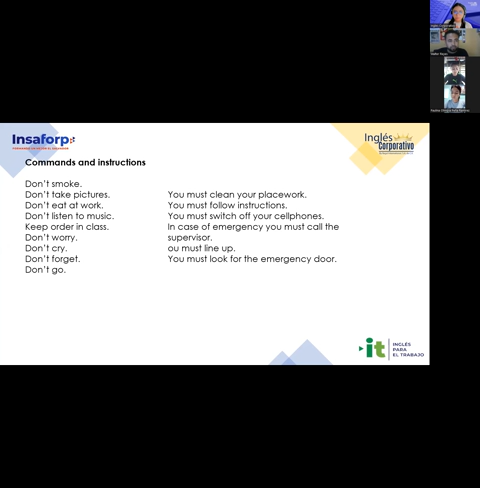 Insaforp
Inglés
Corporativo
Commands and instructions
Don't smoke.
Don't take pictures.
Don't eat at work.
Don't listen to music.
Keep order in class.
Don't worry.
Don't cry.
Don't forget.
Don't go.
You must clean your placework.
You must follow instructions.
You must switch off your cellphones.
In case of emergency you must call the
supervisor.
ou must line up.
You must look for the emergency door.
it
INGLÉS
PARA
EL TRABAJO